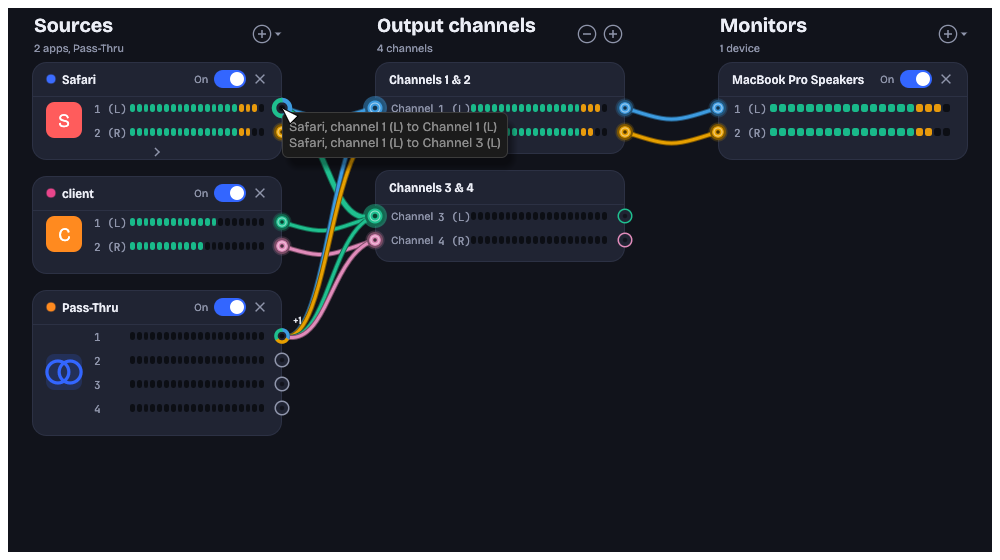 Sources
2 apps, Pass-Thru
Output channels
4 channels
Monitors
1 device
Safari
On
S
1 (L)
2 (R)
Channels 1 & 2
Channel 1 (L)
Safari, channel 1 (L) to Channel 1 (L)
Safari, channel 1 (L) to Channel 3 (L)
MacBook Pro Speakers
On
1 (L)
2 (R)
client
On
C
1 (L)
2 (R)
Channels 3 & 4
Channel 3 (L)
Channel 4 (R)
Pass-Thru
On
+1
1
2
3
4